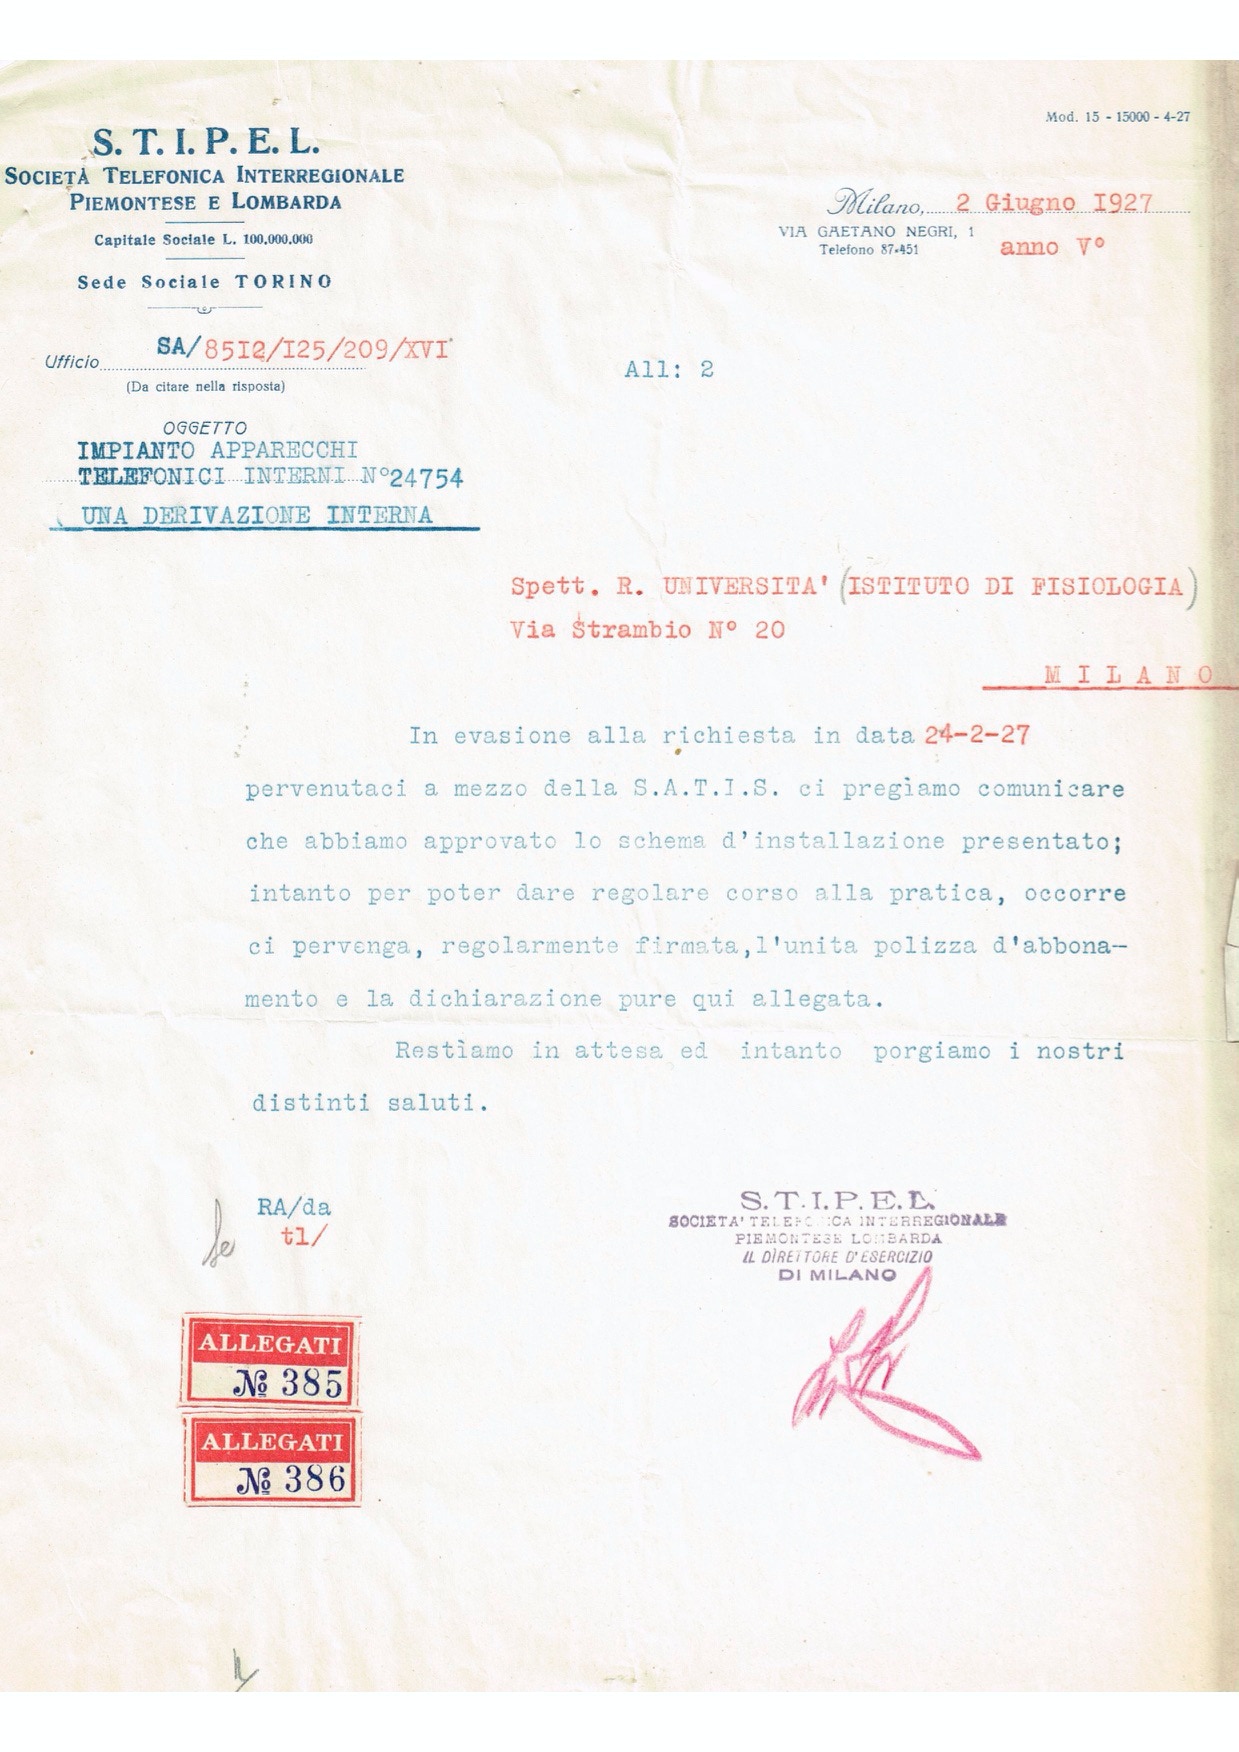 Mod. 15 - 15000 - 4-27
S. T. I. P. E. L.
SOCIETÀ TELEFONICA INTERREGIONALE
PIEMONTESE E LOMBARDA
Capitale Sociale L. 100.000.000
Sede Sociale TORINO
Milano, 2 Giugno 1927
VIA GAETANO NEGRI, 1
Telefono 87-451
anno V°
Ufficio SA/8512/125/209/XVI°
(Da citare nella risposta)
All: 2
OGGETTO
IMPIANTO APPARECCHI
TELEFONICI INTERNI N°24754
UNA DERIVAZIONE INTERNA
Spett. R. UNIVERSITA' (ISTITUTO DI FISIOLOGIA)
Via Strambio N° 20
M I L A N O
In evasione alla richiesta in data 24-2-27
pervenutaci a mezzo della S.A.T.I.S. ci pregìamo comunicare
che abbiamo approvato lo schema d'installazione presentato;
intanto per poter dare regolare corso alla pratica, occorre
ci pervenga, regolarmente firmata,l'unita polizza d'abbona-
mento e la dichiarazione pure qui allegata.
Restìamo in attesa ed intanto porgiamo i nostri
distinti saluti.
RA/da
tl/
S.T.I.P.E.L.
SOCIETA' TELEFONICA INTERREGIONALE
PIEMONTESE LOMBARDA
IL DÌRETTORE D'ESERCIZIO
DI MILANO
ALLEGATI
№ 385
ALLEGATI
№ 386